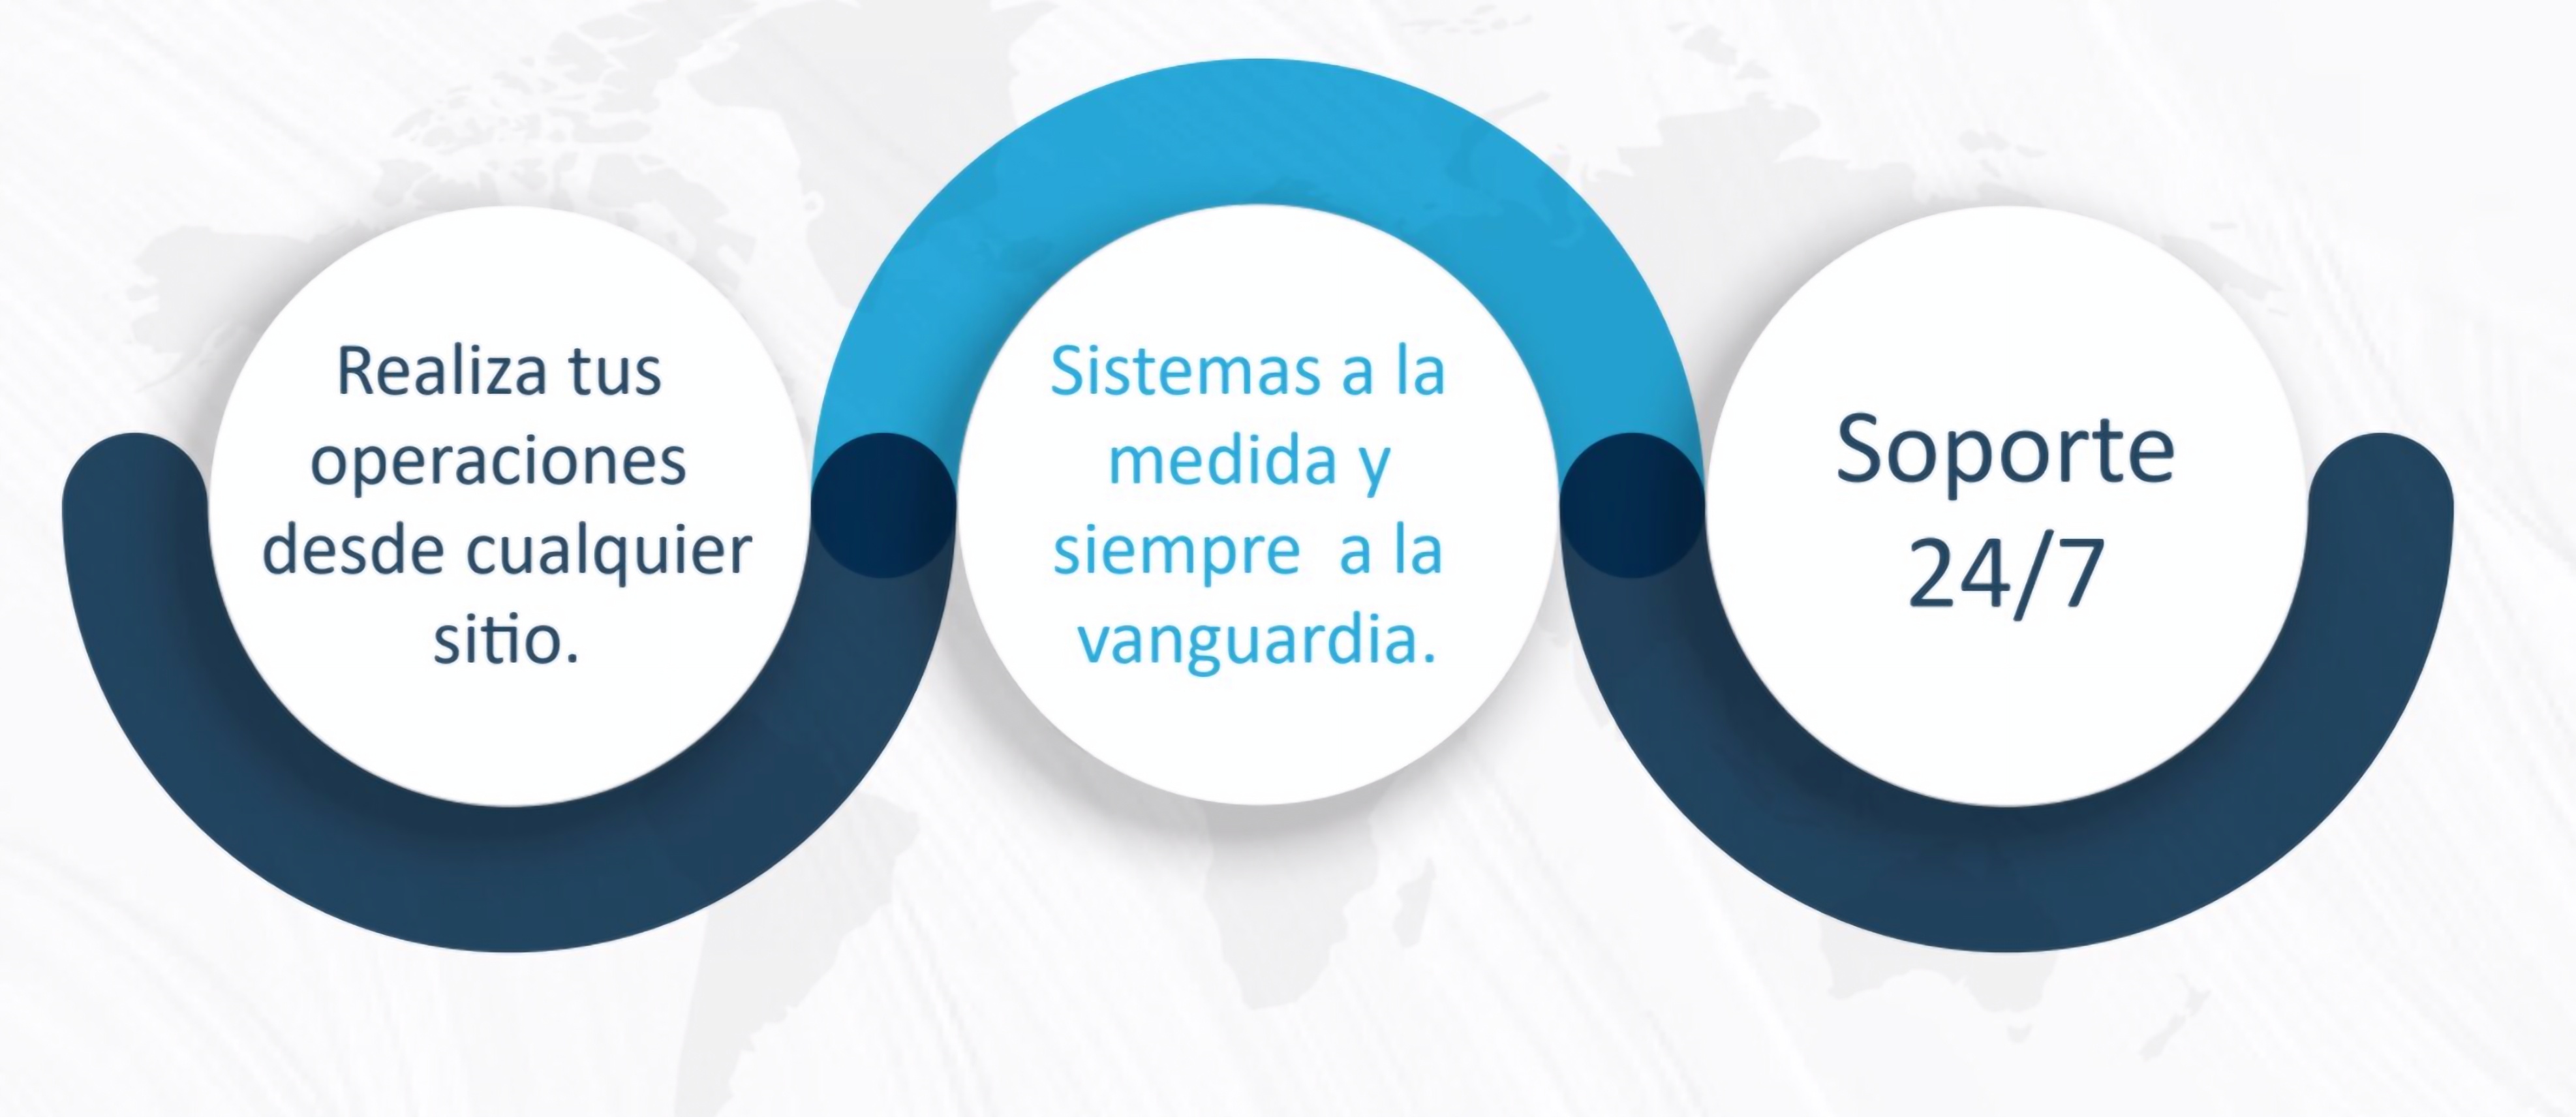 Realiza tus
operaciones
desde cualquier
sitio.
Sistemas a la
medida y
siempre  a la
vanguardia.
Soporte
24/7